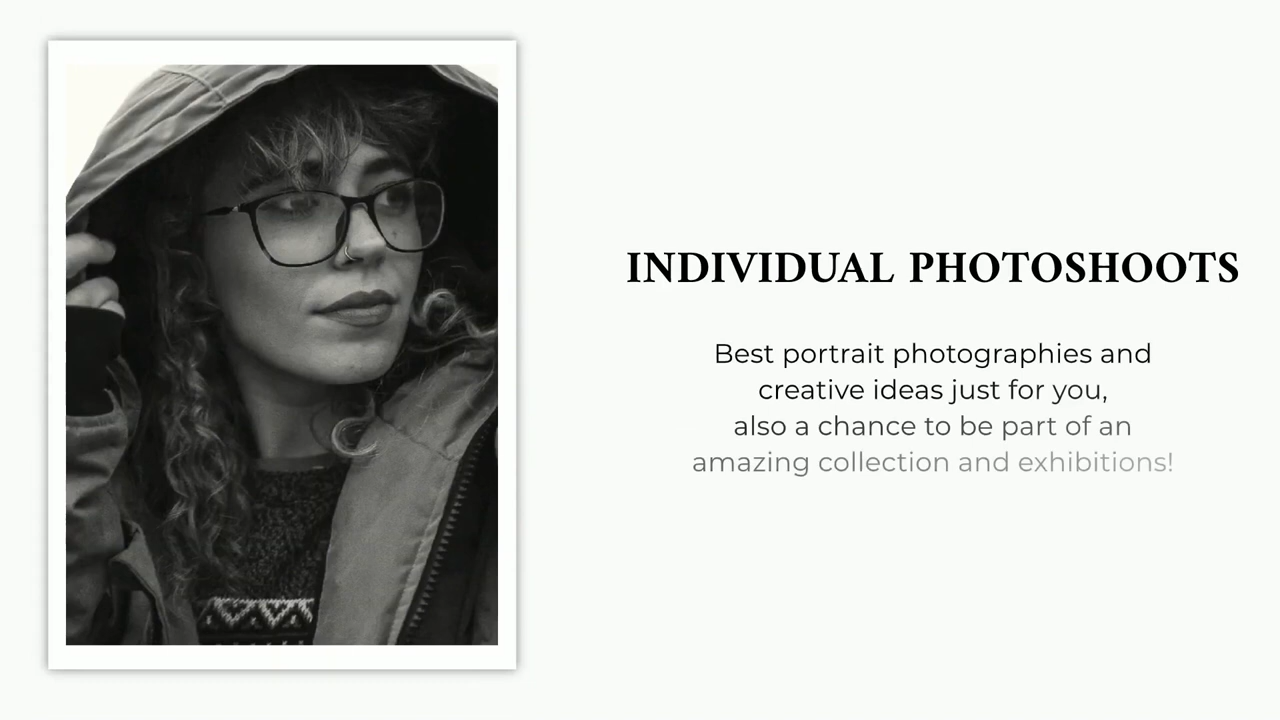 INDIVIDUAL PHOTOSHOOTS
Best portrait photographies and
creative ideas just for you,
also a chance to be part of an
amazing collection and exhibitions!